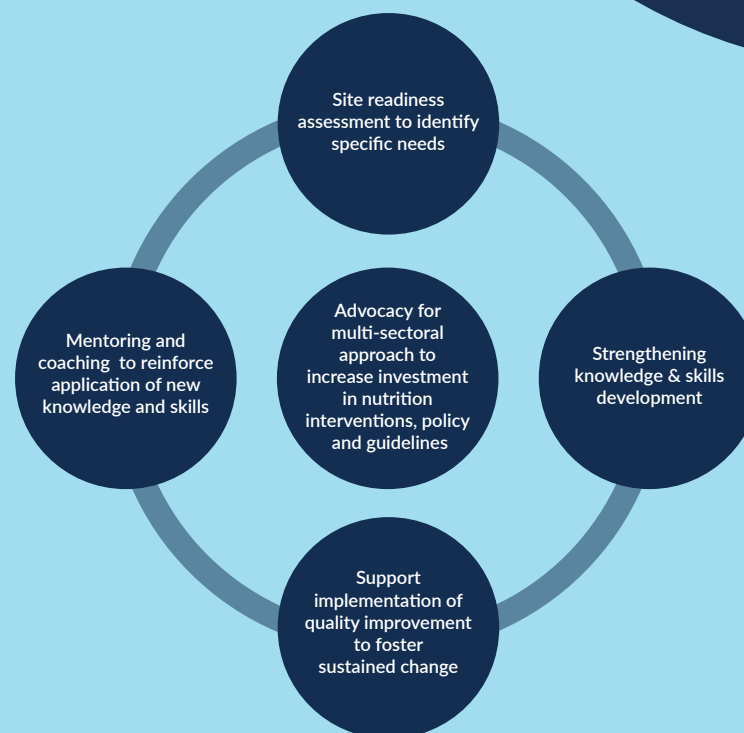 Site readiness
assessment to identify
specific needs
Mentoring and
coaching to reinforce
application of new
knowledge and skills
Advocacy for
multi-sectoral
approach to
increase investment
in nutrition
interventions, policy
and guidelines
Strengthening
knowledge & skills
development
Support
implementation of
quality improvement
to foster
sustained change